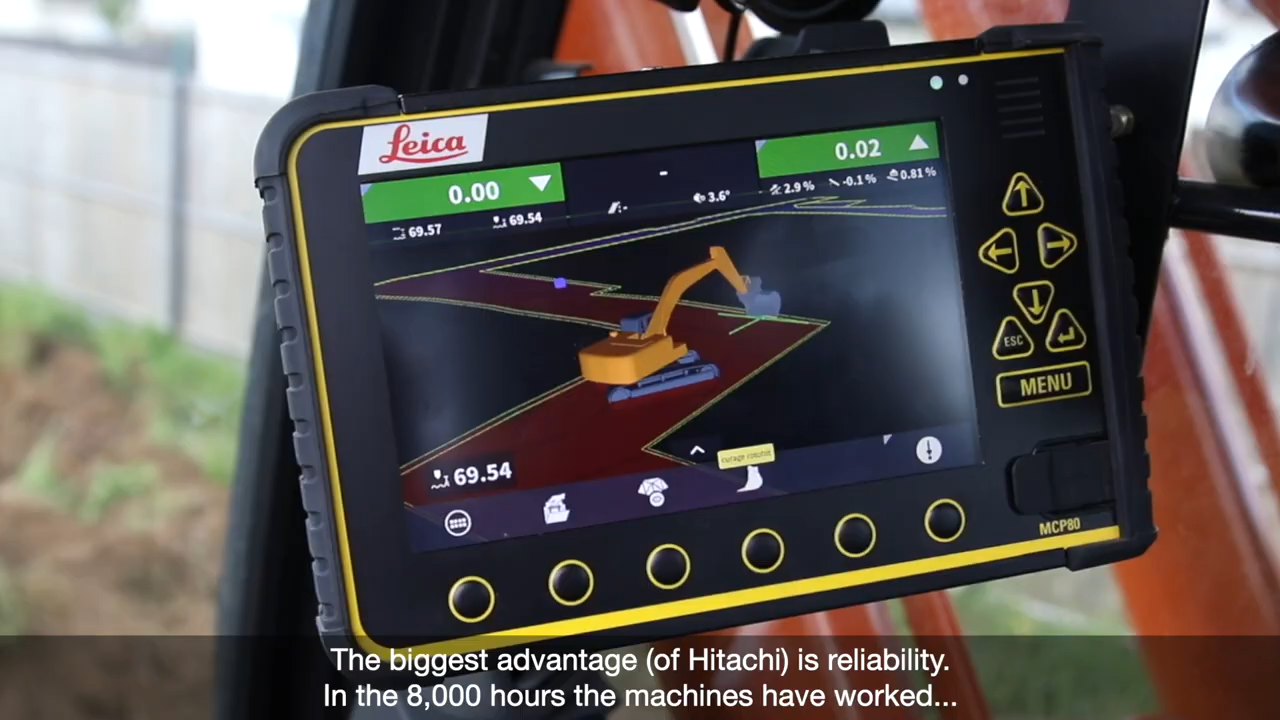 Leica
0.00
0.02
-
69.57
69.54
3.6°
2.9 %
-0.1 %
0.81 %
69.54
ESC
MENU
MCP80
The biggest advantage (of Hitachi) is reliability.
In the 8,000 hours the machines have worked...